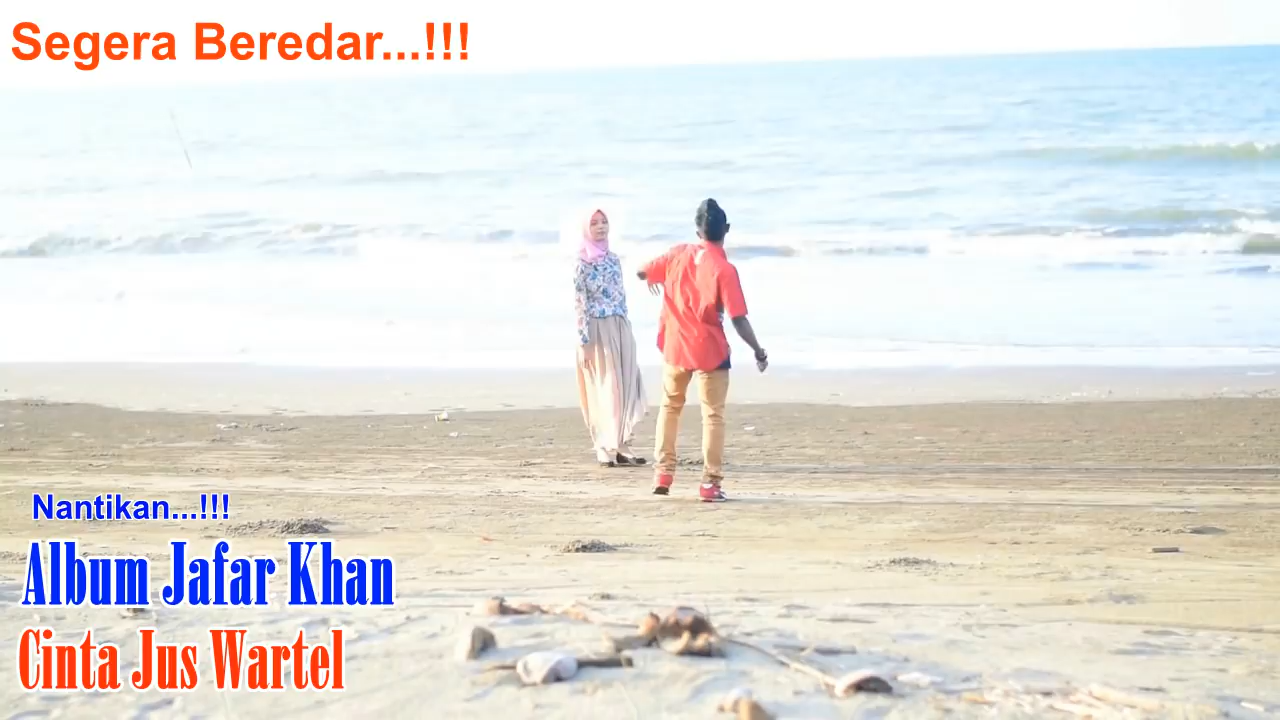 Segera Beredar...!!!
Nantikan...!!!
Album Jafar Khan
Cinta Jus Wartel